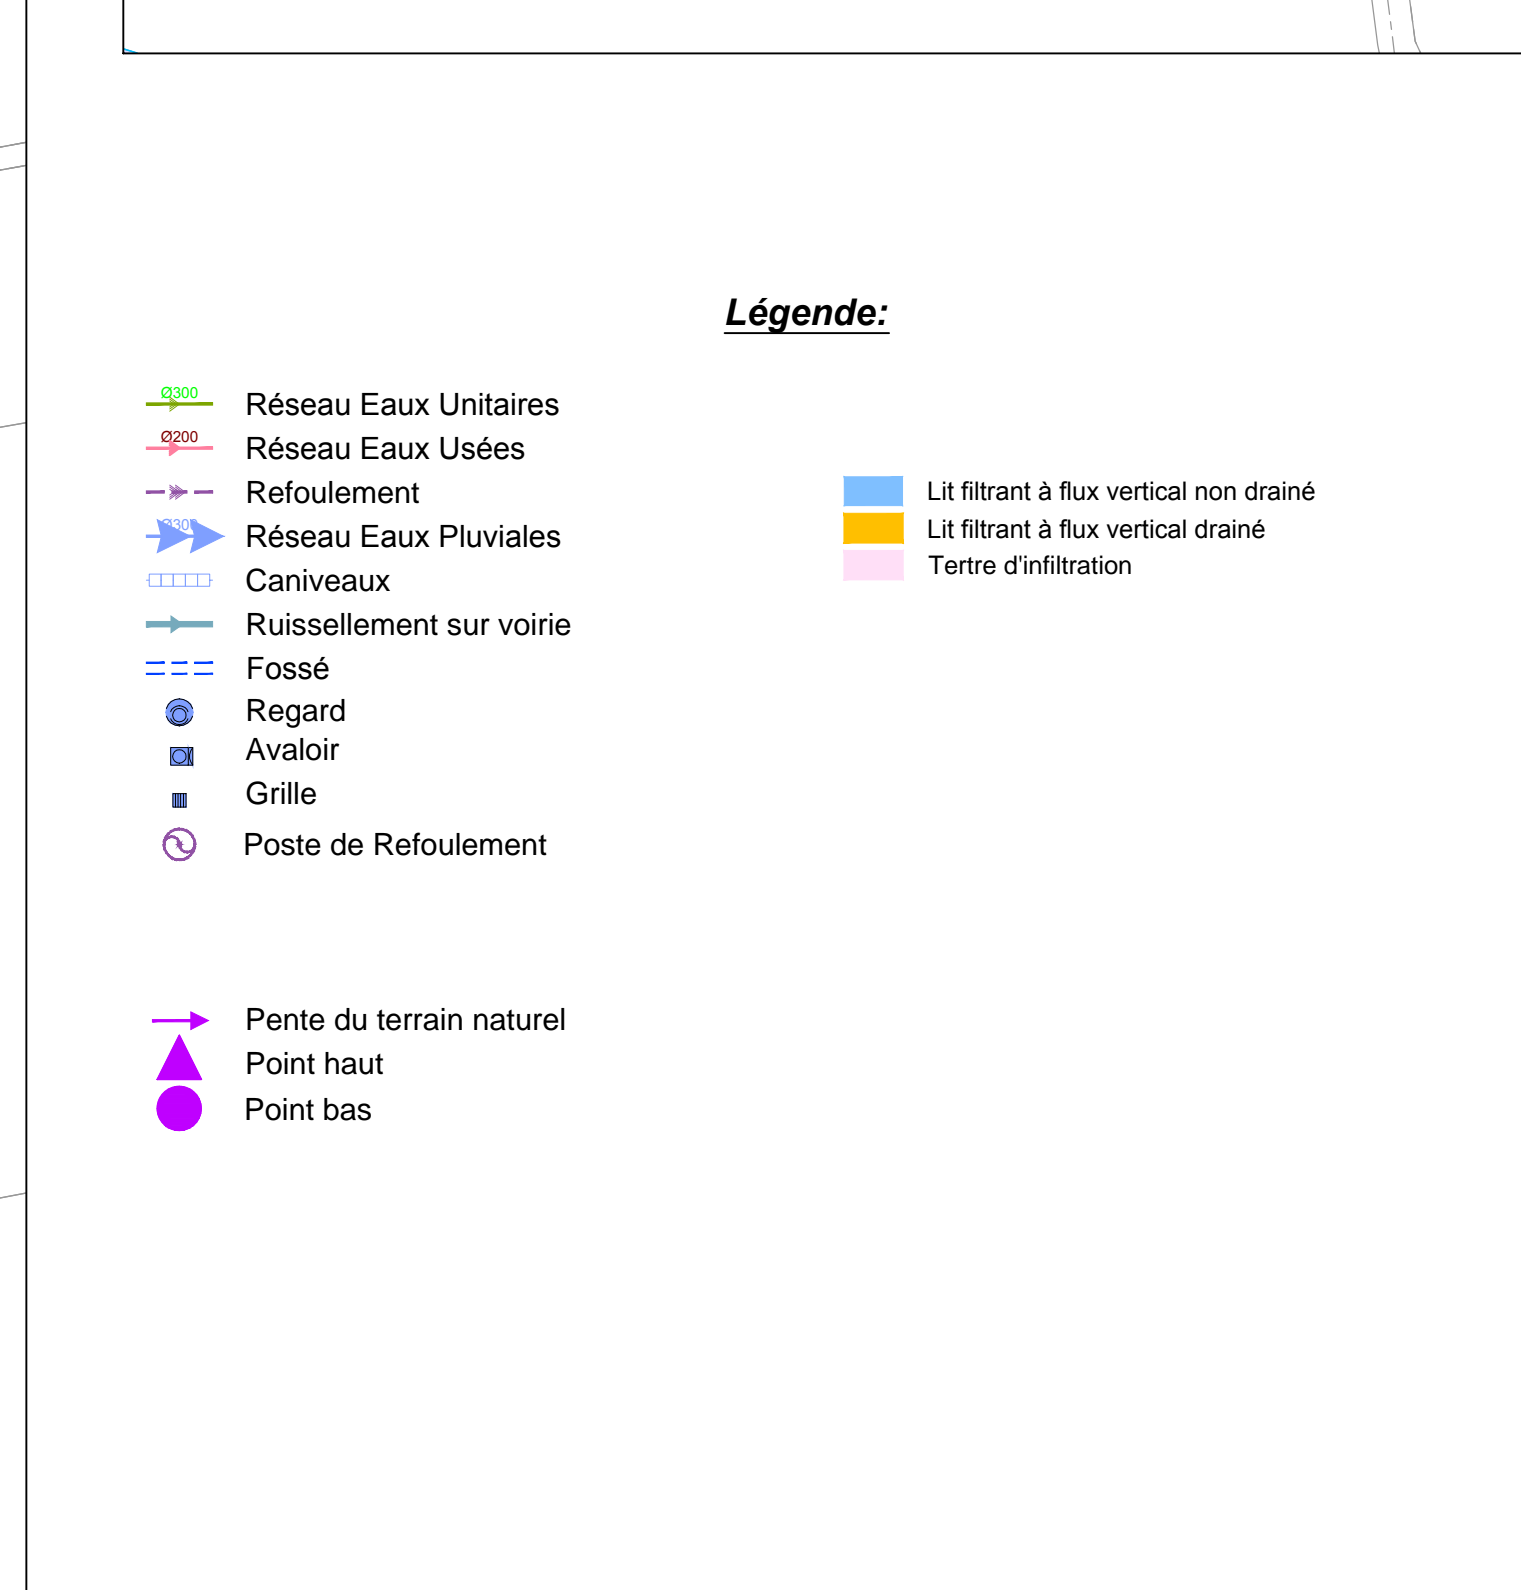 Légende:
Ø300
Réseau Eaux Unitaires
Ø200
Réseau Eaux Usées
Refoulement
Ø300
Réseau Eaux Pluviales
Caniveaux
Ruissellement sur voirie
Fossé
Regard
Avaloir
Grille
Poste de Refoulement
Lit filtrant à flux vertical non drainé
Lit filtrant à flux vertical drainé
Tertre d'infiltration
Pente du terrain naturel
Point haut
Point bas